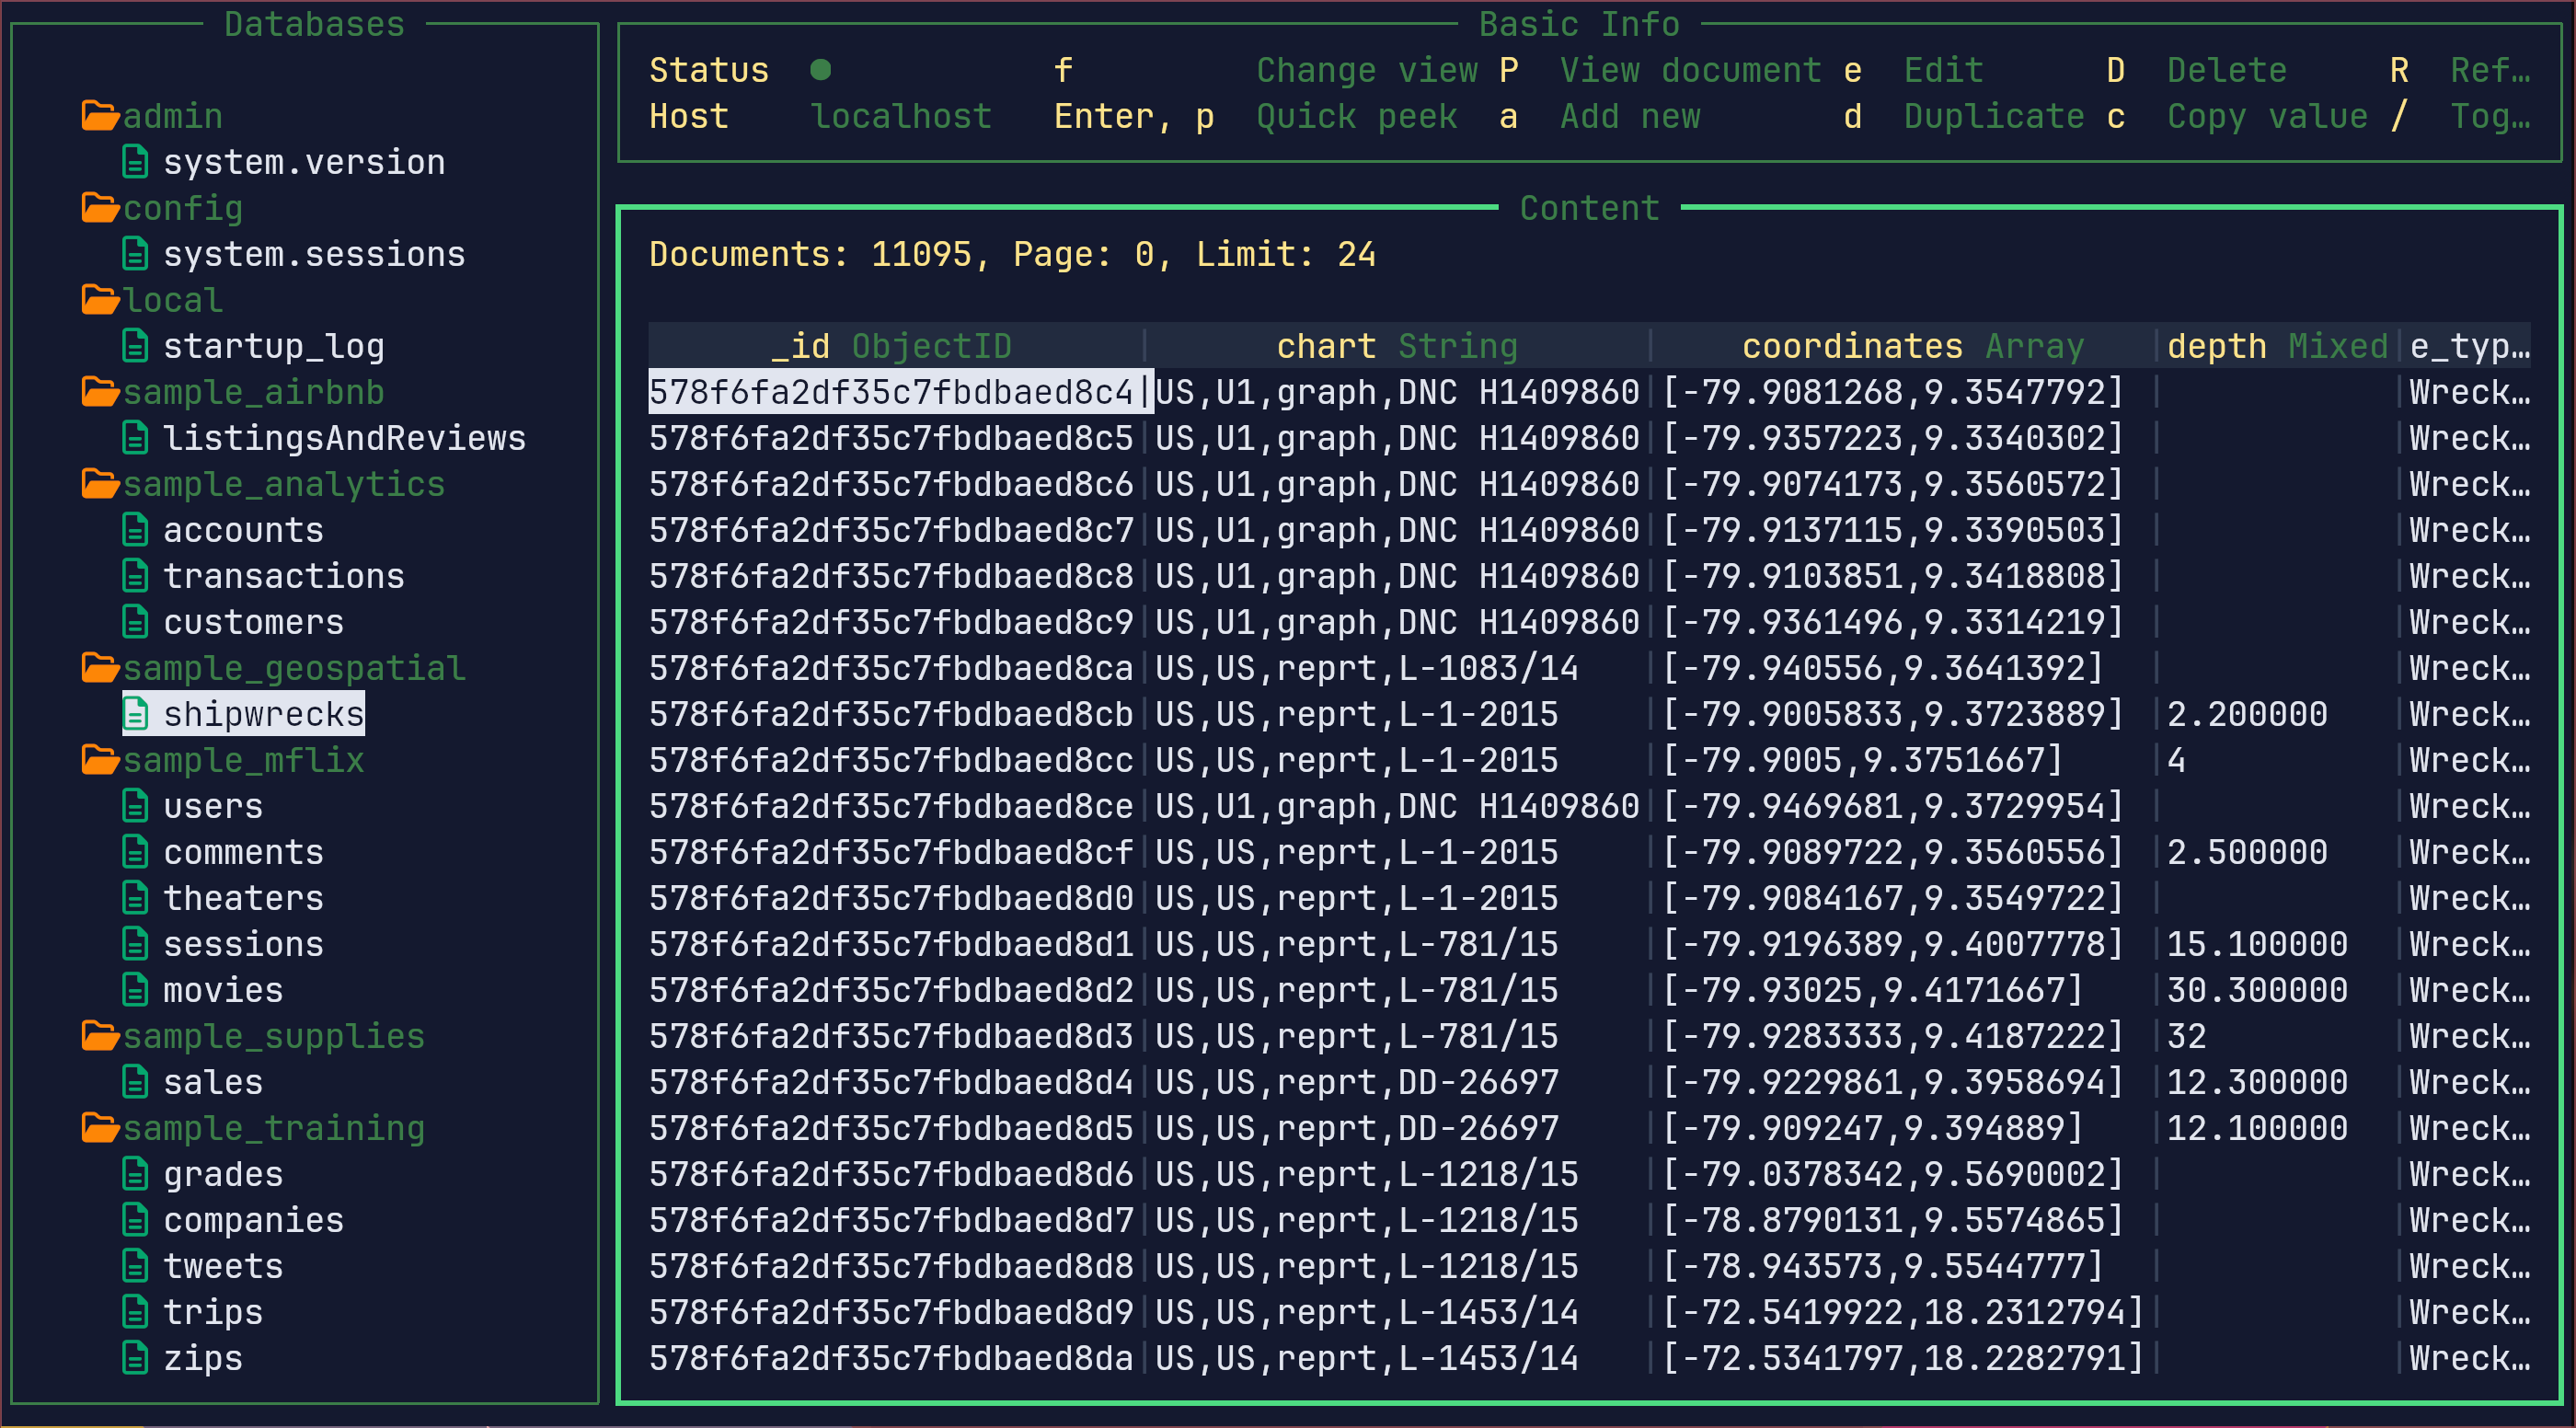 Databases
admin
system.version
config
system.sessions
local
startup_log
sample_airbnb
listingsAndReviews
sample_analytics
accounts
transactions
customers
sample_geospatial
shipwrecks
sample_mflix
users
comments
theaters
sessions
movies
sample_supplies
sales
sample_training
grades
companies
tweets
trips
zips
Basic Info
Status ● f Change view P View document e Edit D Delete R Ref…
Host localhost Enter, p Quick peek a Add new d Duplicate c Copy value / Tog…
Content
Documents: 11095, Page: 0, Limit: 24
_id ObjectID | chart String | coordinates Array |depth Mixed|e_typ…
578f6fa2df35c7fbdbaed8c4|US,U1,graph,DNC H1409860|[-79.9081268,9.3547792] | |Wreck…
578f6fa2df35c7fbdbaed8c5|US,U1,graph,DNC H1409860|[-79.9357223,9.3340302] | |Wreck…
578f6fa2df35c7fbdbaed8c6|US,U1,graph,DNC H1409860|[-79.9074173,9.3560572] | |Wreck…
578f6fa2df35c7fbdbaed8c7|US,U1,graph,DNC H1409860|[-79.9137115,9.3390503] | |Wreck…
578f6fa2df35c7fbdbaed8c8|US,U1,graph,DNC H1409860|[-79.9103851,9.3418808] | |Wreck…
578f6fa2df35c7fbdbaed8c9|US,U1,graph,DNC H1409860|[-79.9361496,9.3314219] | |Wreck…
578f6fa2df35c7fbdbaed8ca|US,US,reprt,L-1083/14 |[-79.940556,9.3641392] | |Wreck…
578f6fa2df35c7fbdbaed8cb|US,US,reprt,L-1-2015 |[-79.9005833,9.3723889] |2.200000 |Wreck…
578f6fa2df35c7fbdbaed8cc|US,US,reprt,L-1-2015 |[-79.9005,9.3751667] |4 |Wreck…
578f6fa2df35c7fbdbaed8ce|US,U1,graph,DNC H1409860|[-79.9469681,9.3729954] | |Wreck…
578f6fa2df35c7fbdbaed8cf|US,US,reprt,L-1-2015 |[-79.9089722,9.3560556] |2.500000 |Wreck…
578f6fa2df35c7fbdbaed8d0|US,US,reprt,L-1-2015 |[-79.9084167,9.3549722] | |Wreck…
578f6fa2df35c7fbdbaed8d1|US,US,reprt,L-781/15 |[-79.9196389,9.4007778] |15.100000 |Wreck…
578f6fa2df35c7fbdbaed8d2|US,US,reprt,L-781/15 |[-79.93025,9.4171667] |30.300000 |Wreck…
578f6fa2df35c7fbdbaed8d3|US,US,reprt,L-781/15 |[-79.9283333,9.4187222] |32 |Wreck…
578f6fa2df35c7fbdbaed8d4|US,US,reprt,DD-26697 |[-79.9229861,9.3958694] |12.300000 |Wreck…
578f6fa2df35c7fbdbaed8d5|US,US,reprt,DD-26697 |[-79.909247,9.394889] |12.100000 |Wreck…
578f6fa2df35c7fbdbaed8d6|US,US,reprt,L-1218/15 |[-79.0378342,9.5690002] | |Wreck…
578f6fa2df35c7fbdbaed8d7|US,US,reprt,L-1218/15 |[-78.8790131,9.5574865] | |Wreck…
578f6fa2df35c7fbdbaed8d8|US,US,reprt,L-1218/15 |[-78.943573,9.5544777] | |Wreck…
578f6fa2df35c7fbdbaed8d9|US,US,reprt,L-1453/14 |[-72.5419922,18.2312794]| |Wreck…
578f6fa2df35c7fbdbaed8da|US,US,reprt,L-1453/14 |[-72.5341797,18.2282791]| |Wreck…